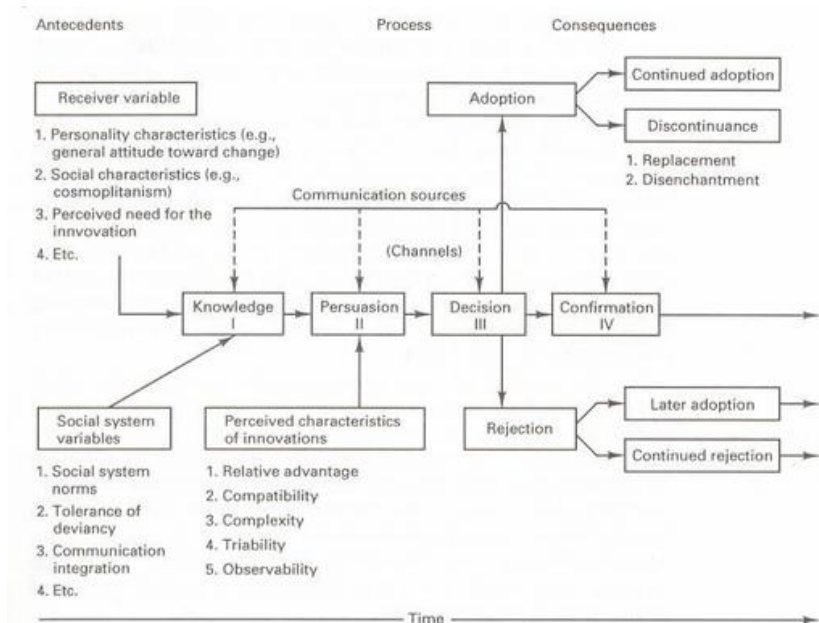 Antecedents
Process
Consequences
Receiver variable
1. Personality characteristics (e.g.,
general attitude toward change)
2. Social characteristics (e.g.,
cosmoplitanism)
3. Perceived need for the
innvovation
4. Etc.
Adoption
Continued adoption
Discontinuance
1. Replacement
2. Disenchantment
Communication sources
(Channels)
Knowledge
I
Persuasion
II
Decision
III
Confirmation
IV
Social system
variables
1. Social system
norms
2. Tolerance of
deviancy
3. Communication
integration
4. Etc.
Perceived characteristics
of innovations
1. Relative advantage
2. Compatibility
3. Complexity
4. Triability
5. Observability
Rejection
Later adoption
Continued rejection
Time